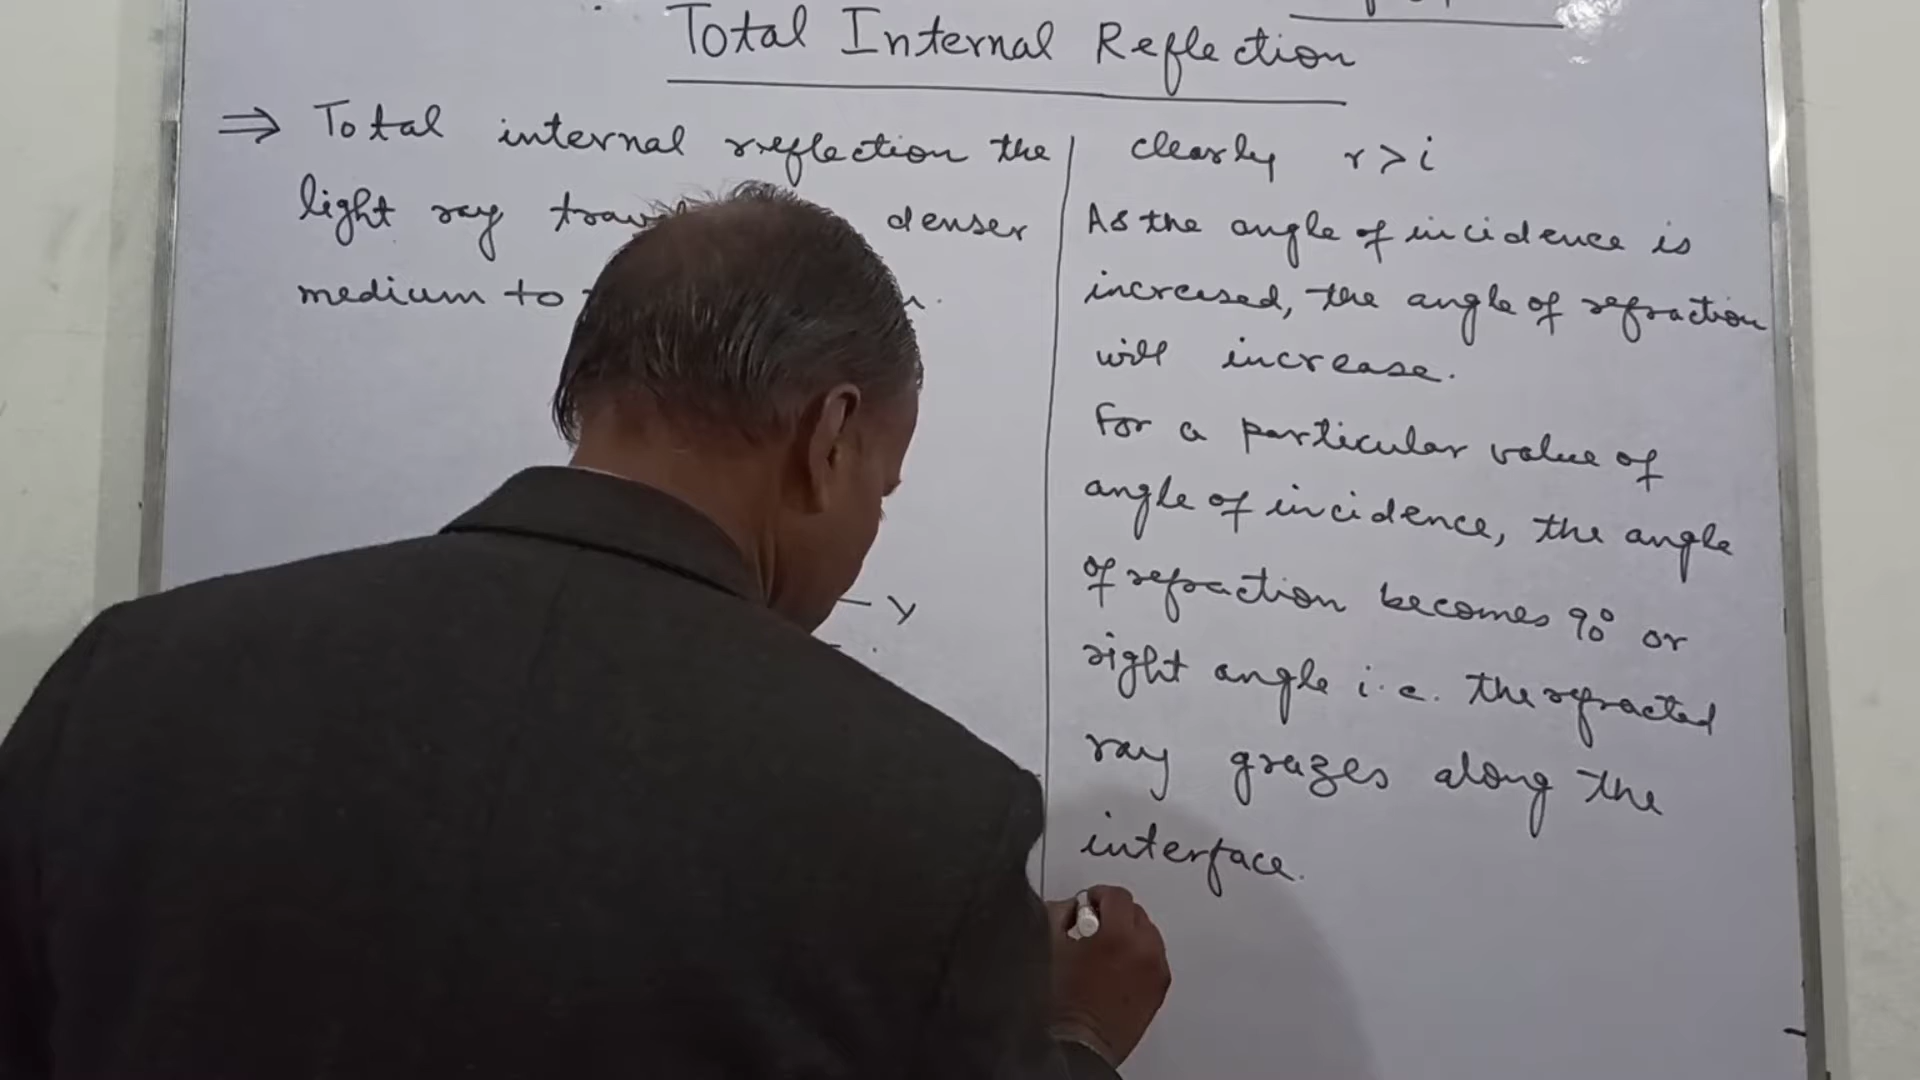 Total Internal Reflection
⇒ Total internal reflection the
light ray denser
medium to
Y
clearly r > i
As the angle of incidence is
increased, the angle of refraction
will increase.
For a particular value of
angle of incidence, the angle
of refraction becomes 90° or
right angle i.e. the refracted
ray grazes along the
interface.